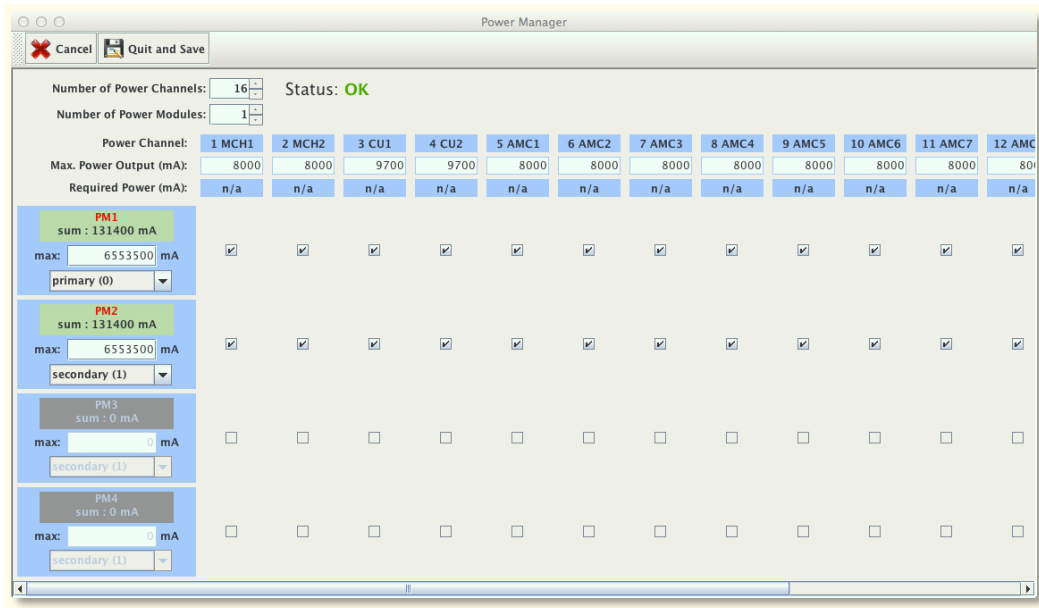 Power Manager
Cancel Quit and Save
Number of Power Channels: 16 Status: OK
Number of Power Modules: 1
Power Channel: 1 MCH1 2 MCH2 3 CU1 4 CU2 5 AMC1 6 AMC2 7 AMC3 8 AMC4 9 AMC5 10 AMC6 11 AMC7 12 AMC
Max. Power Output (mA): 8000 8000 9700 9700 8000 8000 8000 8000 8000 8000 8000 80
Required Power (mA): n/a n/a n/a n/a n/a n/a n/a n/a n/a n/a n/a n/a
PM1
sum : 131400 mA
max: 6553500 mA
primary (0)
PM2
sum : 131400 mA
max: 6553500 mA
secondary (1)
PM3
sum : 0 mA
max: 0 mA
secondary (1)
PM4
sum : 0 mA
max: 0 mA
secondary (1)